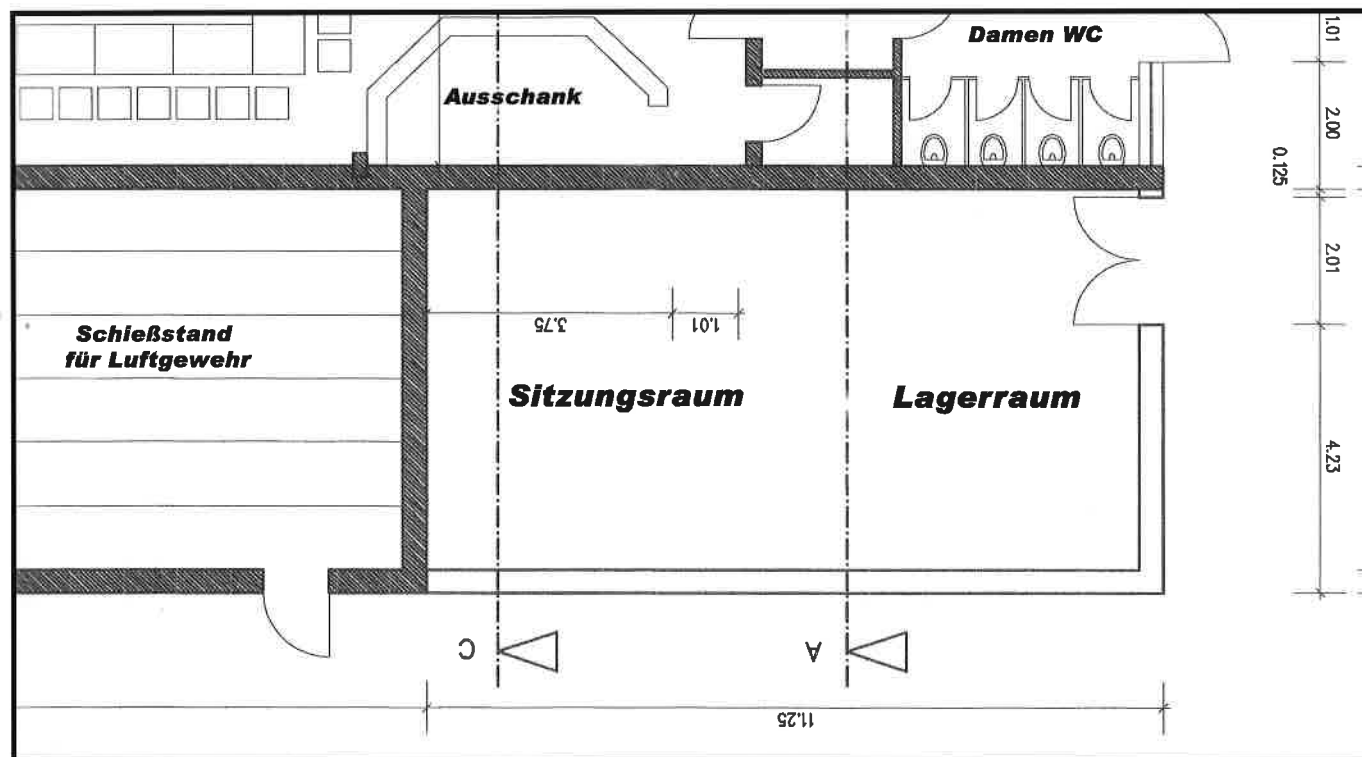 Damen WC
1.01
Ausschank
2.00
0.125
2.01
3.75
1.01
Schießstand
für Luftgewehr
Sitzungsraum
Lagerraum
4.23
C
A
11.25